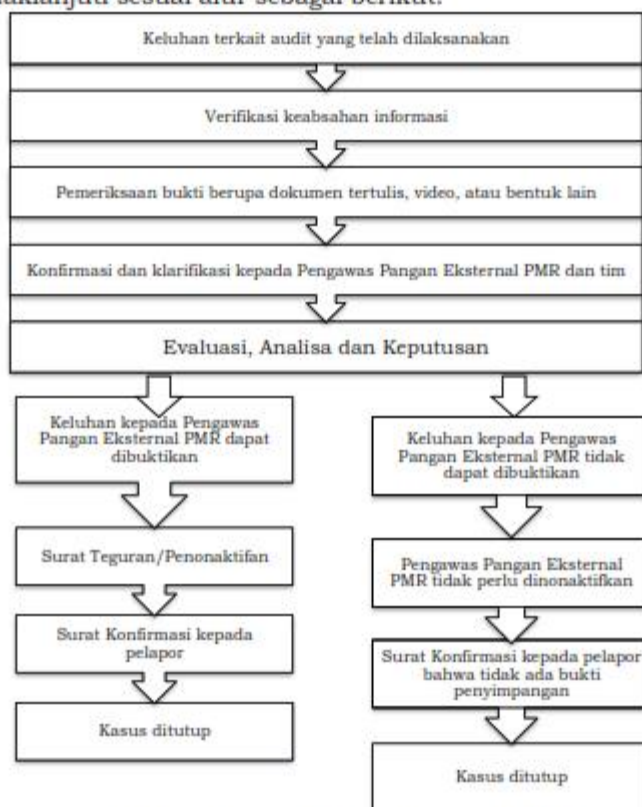 sesuai alur sebagai berikut:
Keluhan terkait audit yang telah dilaksanakan
Verifikasi keabsahan informasi
Pemeriksaan bukti berupa dokumen tertulis, video, atau bentuk lain
Konfirmasi dan klarifikasi kepada Pengawas Pangan Eksternal PMR dan tim
Evaluasi, Analisa dan Keputusan
Keluhan kepada Pengawas
Pangan Eksternal PMR dapat
dibuktikan
Surat Teguran/Penonaktifan
Surat Konfirmasi kepada
pelapor
Kasus ditutup
Keluhan kepada Pengawas
Pangan Eksternal PMR tidak
dapat dibuktikan
Pengawas Pangan Eksternal
PMR tidak perlu dinonaktifkan
Surat Konfirmasi kepada pelapor
bahwa tidak ada bukti
penyimpangan
Kasus ditutup